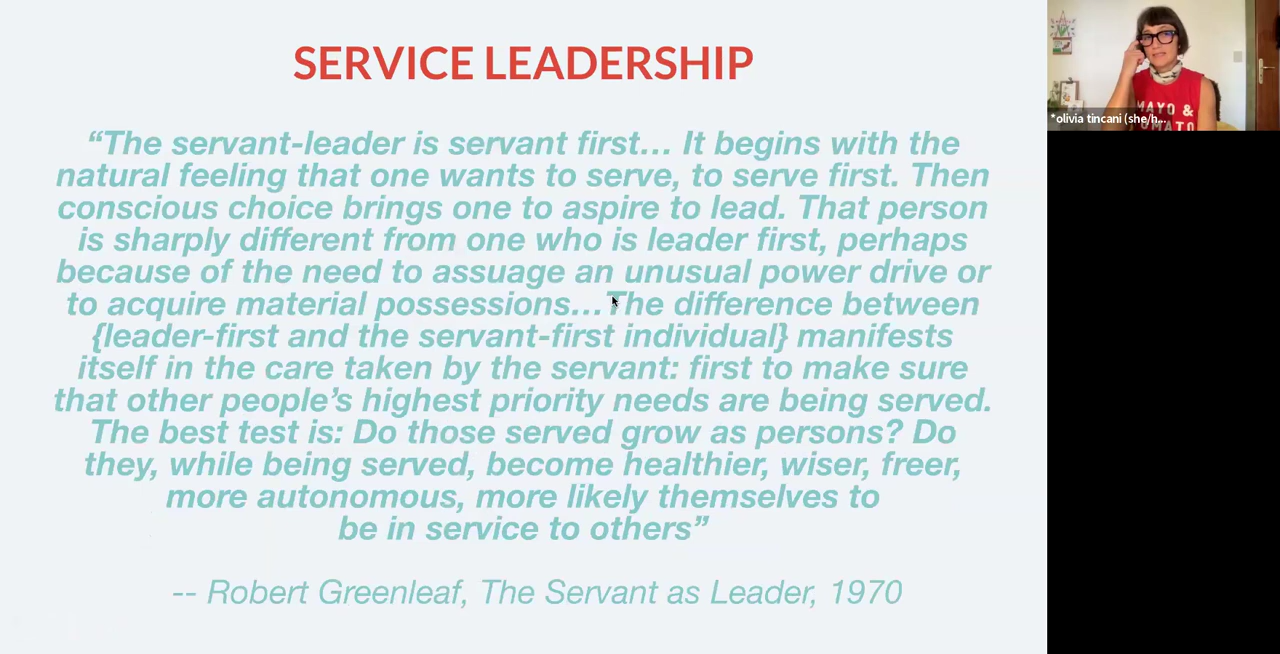 SERVICE LEADERSHIP
“The servant-leader is servant first... It begins with the
natural feeling that one wants to serve, to serve first. Then
conscious choice brings one to aspire to lead. That person
is sharply different from one who is leader first, perhaps
because of the need to assuage an unusual power drive or
to acquire material possessions...The difference between
{leader-first and the servant-first individual} manifests
itself in the care taken by the servant: first to make sure
that other people’s highest priority needs are being served.
The best test is: Do those served grow as persons? Do
they, while being served, become healthier, wiser, freer,
more autonomous, more likely themselves to
be in service to others”
-- Robert Greenleaf, The Servant as Leader, 1970
MAYO &
*olivia tincani (she/h...